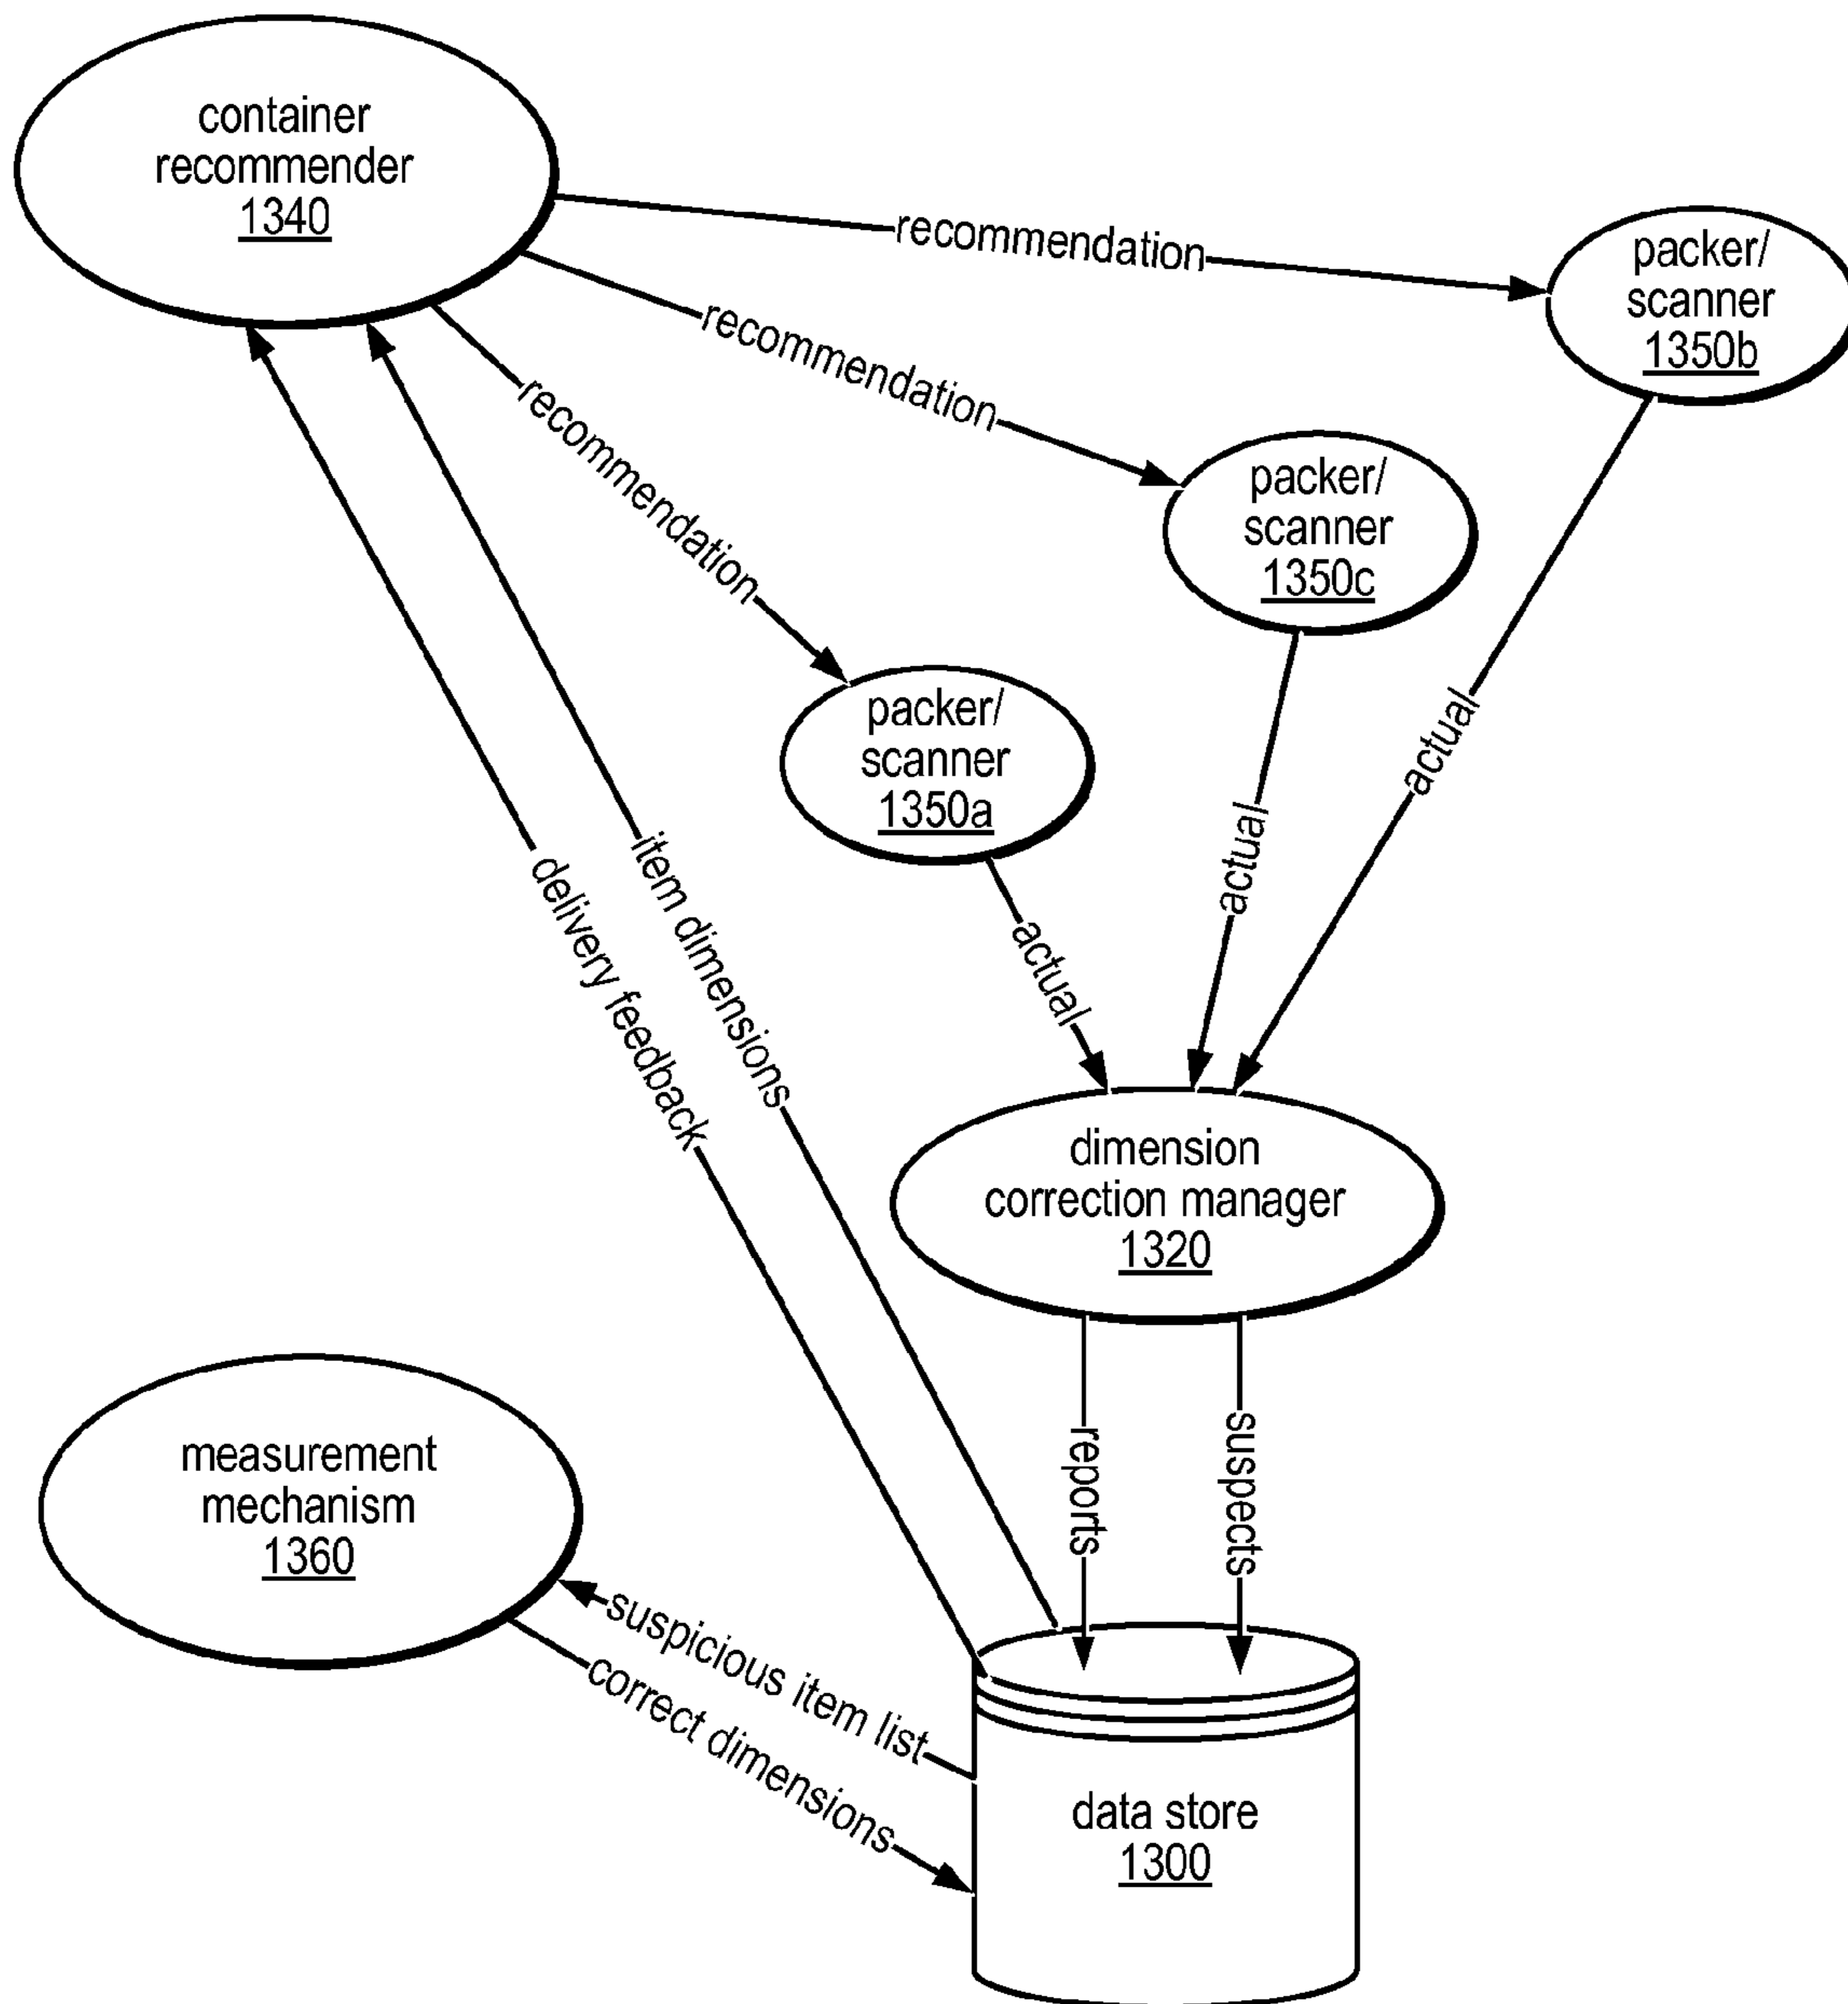 container
recommender
1340
recommendation
packer/
scanner
1350b
recommendation
packer/
scanner
1350c
recommendation
packer/
scanner
1350a
actual
actual
actual
delivery feedback
item dimensions
dimension
correction manager
1320
reports
suspects
measurement
mechanism
1360
suspicious item list
correct dimensions
data store
1300